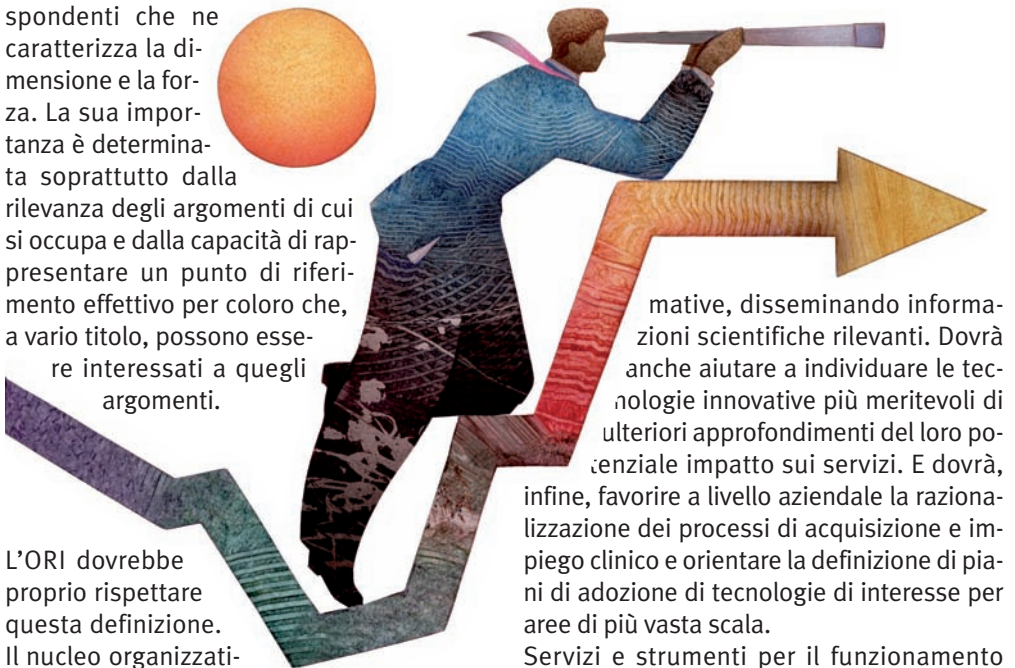 spondenti che ne
caratterizza la di-
mensione e la for-
za. La sua impor-
tanza è determina-
ta soprattutto dalla
rilevanza degli argomenti di cui
si occupa e dalla capacità di rap-
presentare un punto di riferi-
mento effettivo per coloro che,
a vario titolo, possono esse-
re interessati a quegli
argomenti.
L’ORI dovrebbe
proprio rispettare
questa definizione.
Il nucleo organizzati-
mative, disseminando informa-
zioni scientifiche rilevanti. Dovrà
anche aiutare a individuare le tec-
nologie innovative più meritevoli di
ulteriori approfondimenti del loro po-
tenziale impatto sui servizi. E dovrà,
infine, favorire a livello aziendale la raziona-
lizzazione dei processi di acquisizione e im-
piego clinico e orientare la definizione di pia-
ni di adozione di tecnologie di interesse per
aree di più vasta scala.
Servizi e strumenti per il funzionamento